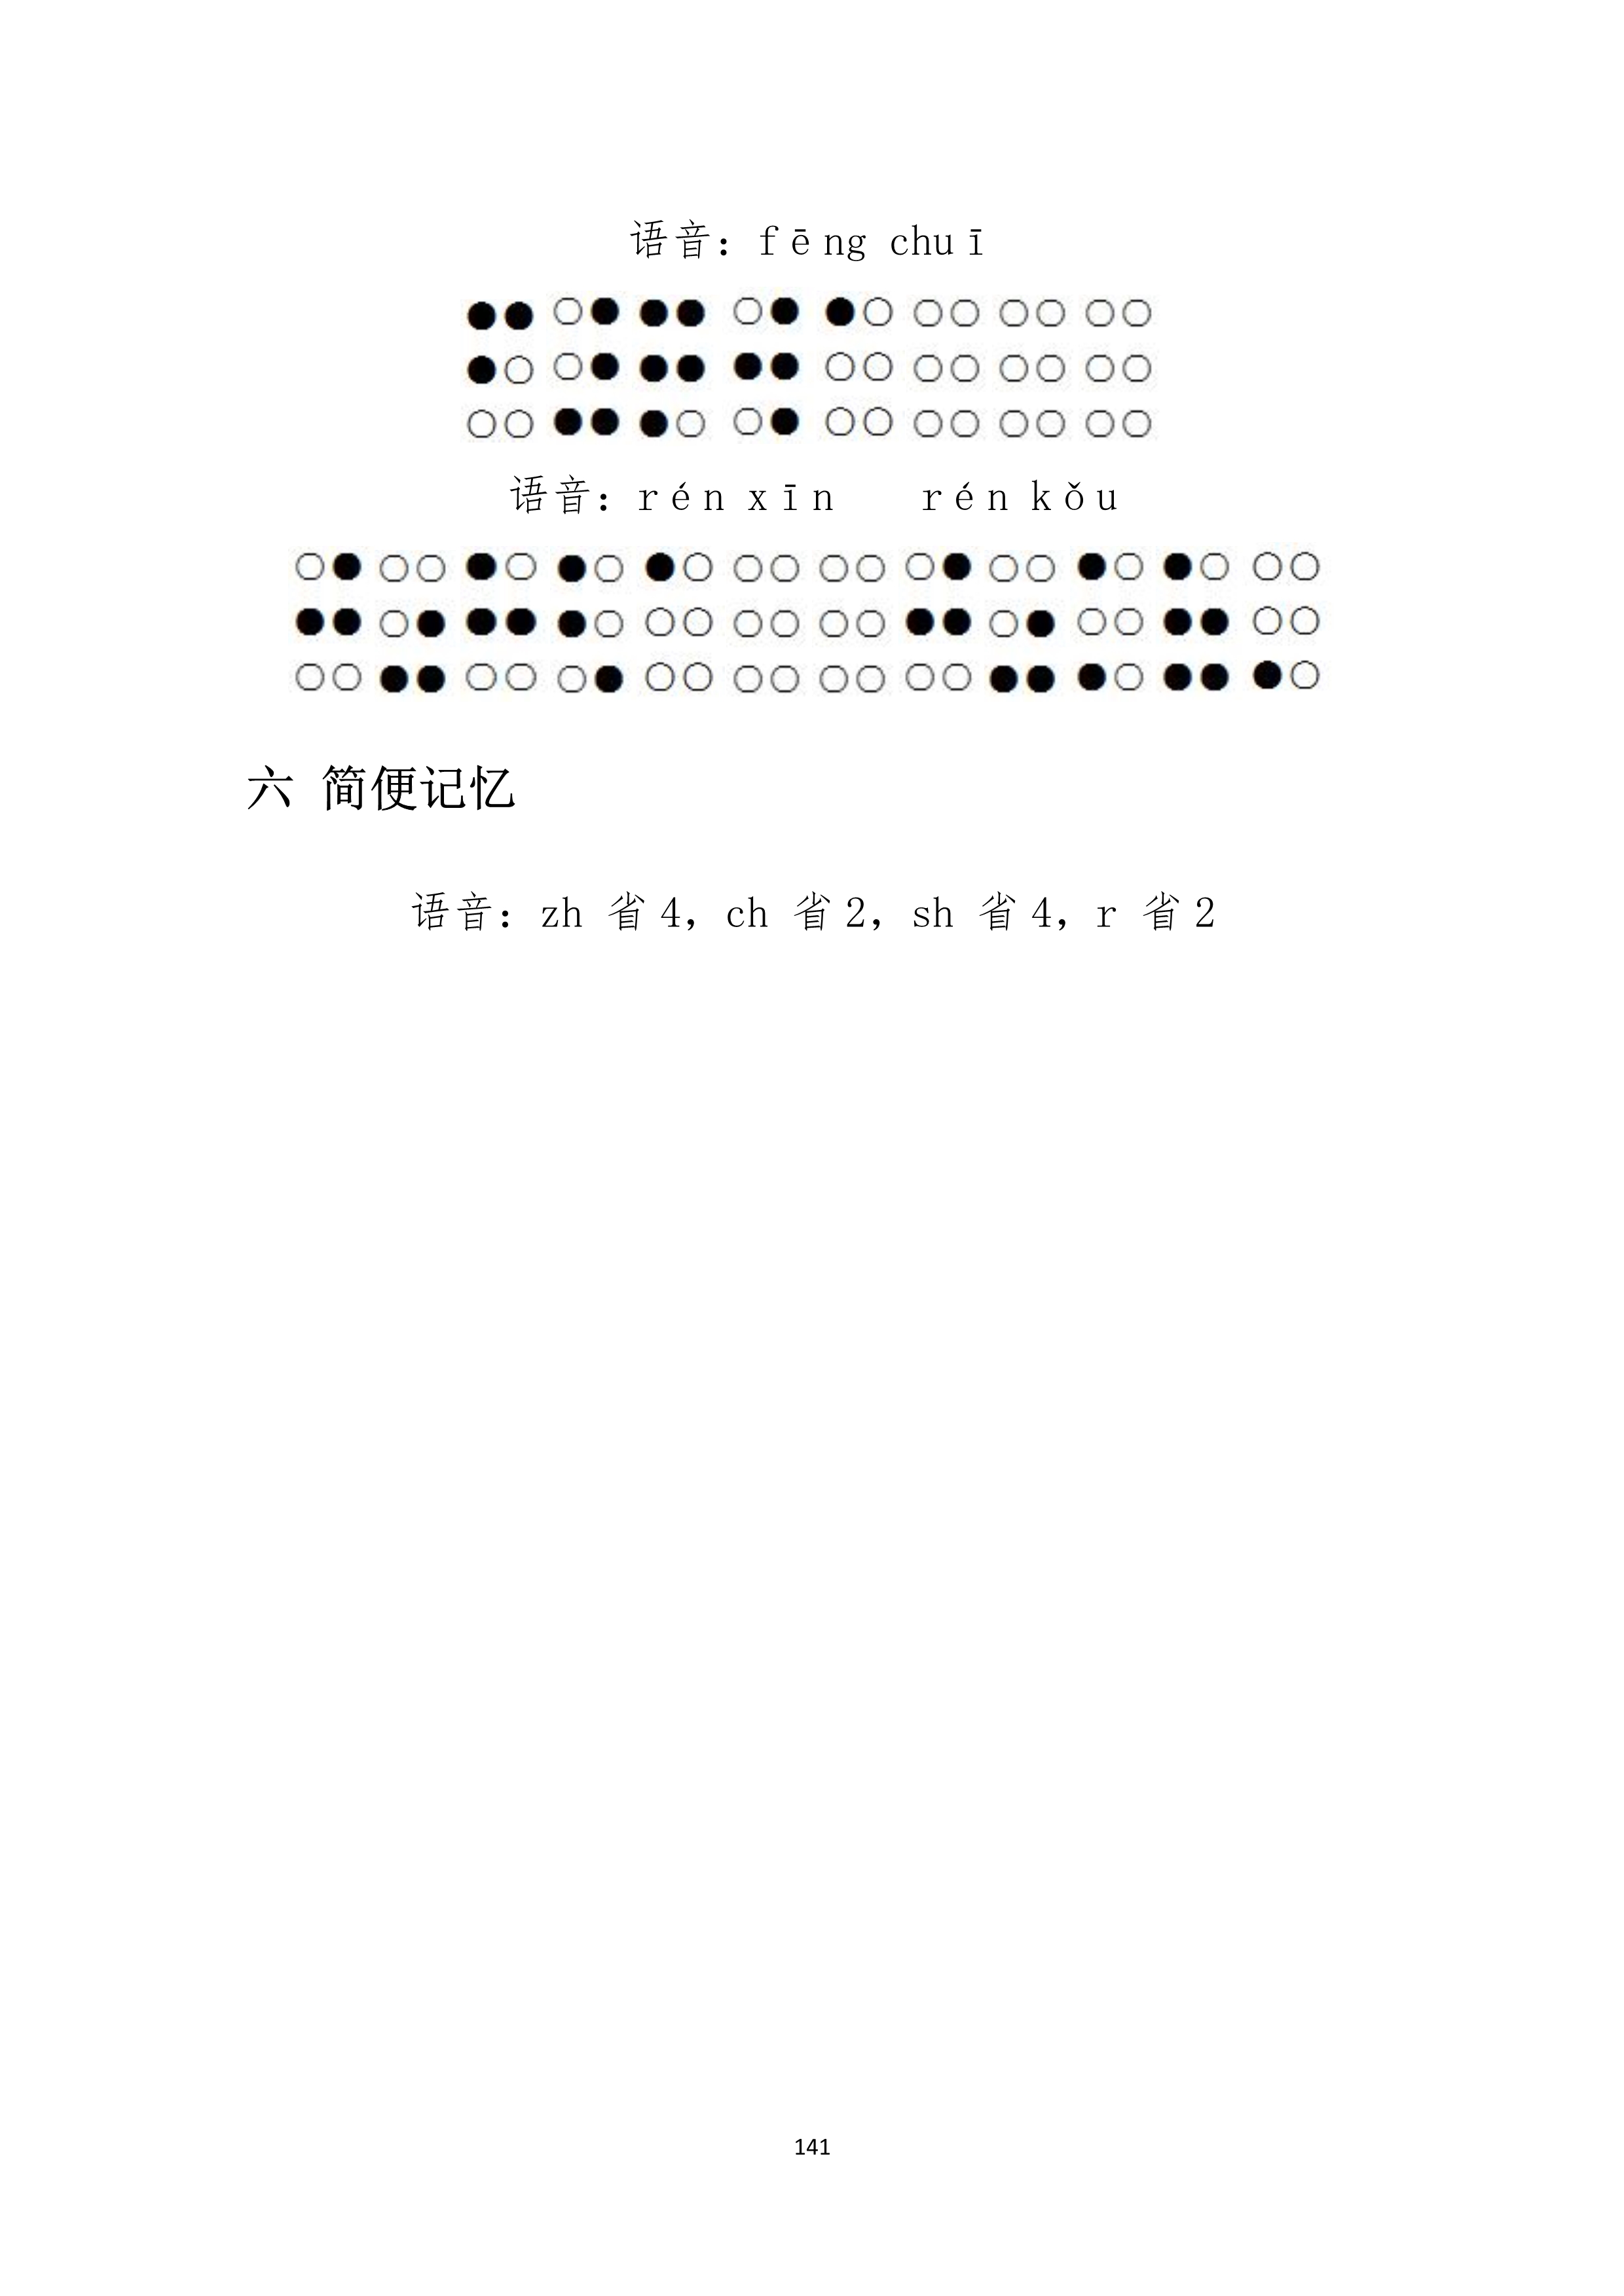 语音：fēng chuī
语音：rén xīn rén kǒu
六 简便记忆
语音：zh 省 4，ch 省 2，sh 省 4，r 省 2
141